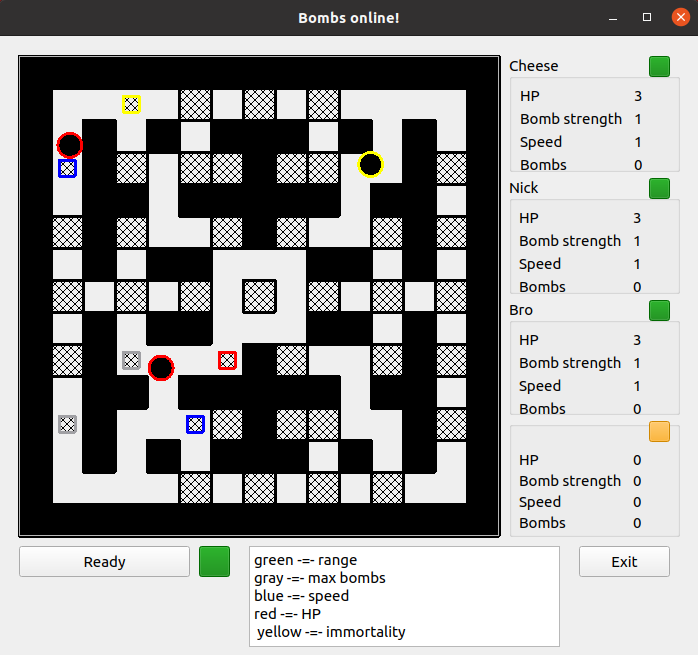 Bombs online!
Cheese
HP 3
Bomb strength 1
Speed 1
Bombs 0
Nick
HP 3
Bomb strength 1
Speed 1
Bombs 0
Bro
HP 3
Bomb strength 1
Speed 1
Bombs 0
HP 0
Bomb strength 0
Speed 0
Bombs 0
Ready
green -=- range
gray -=- max bombs
blue -=- speed
red -=- HP
yellow -=- immortality
Exit